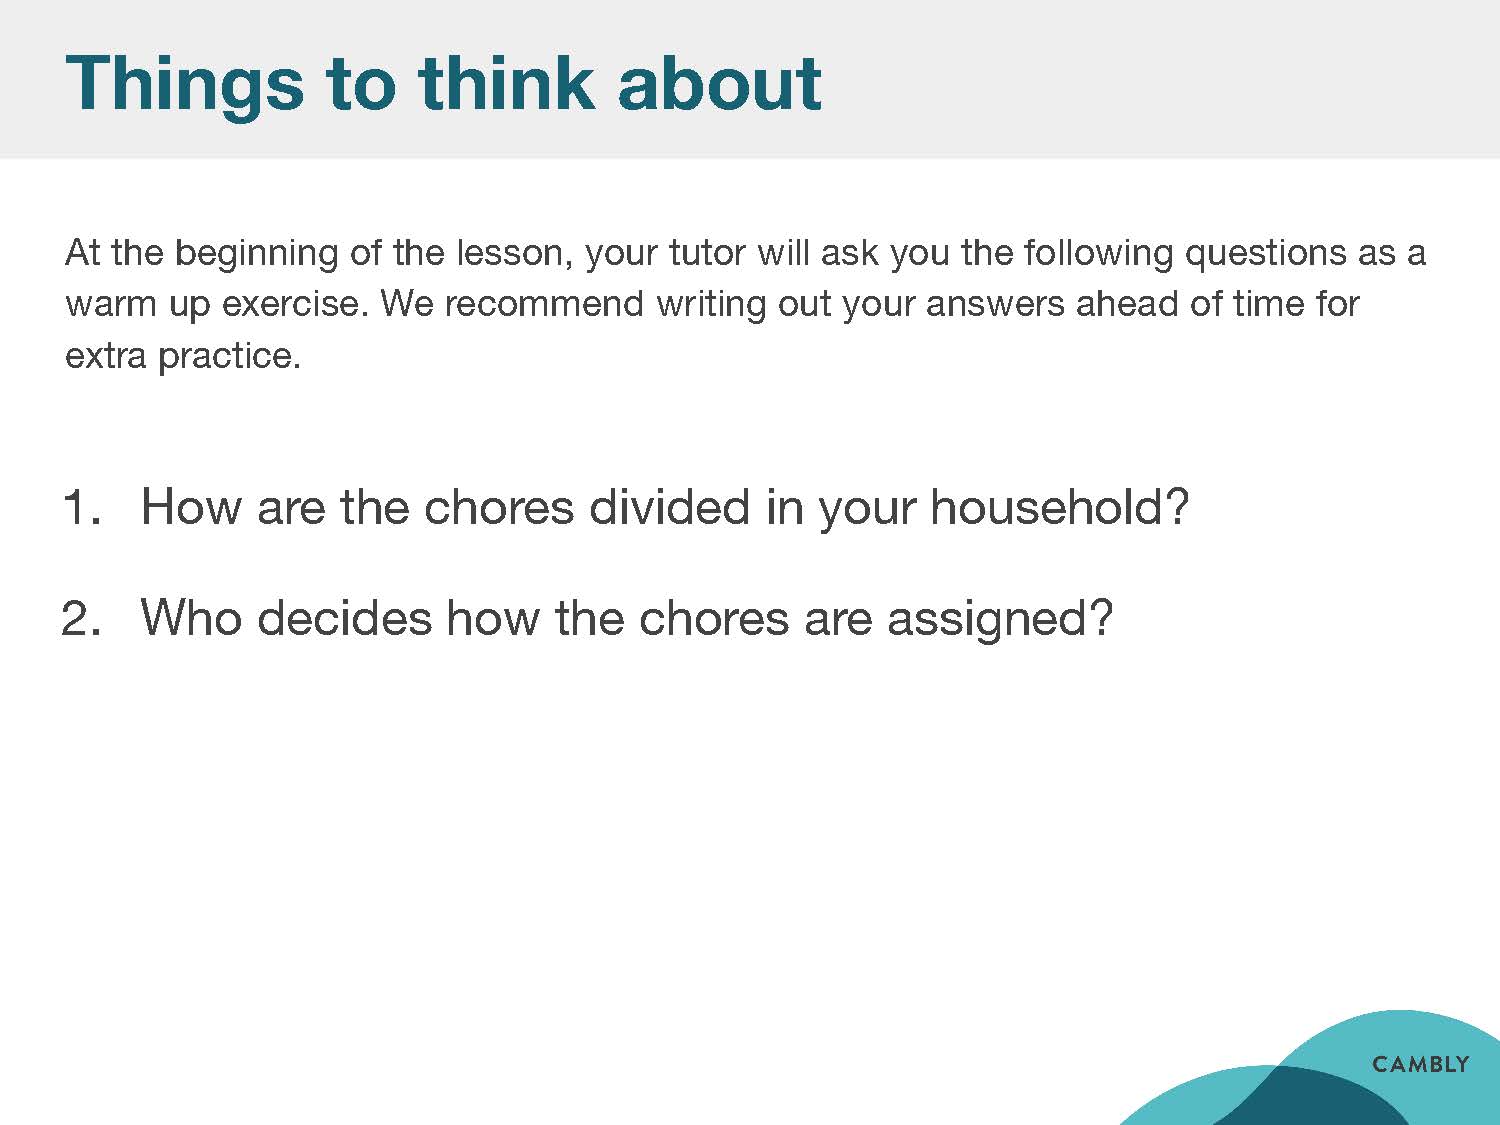 Things to think about
At the beginning of the lesson, your tutor will ask you the following questions as a
warm up exercise. We recommend writing out your answers ahead of time for
extra practice.
1. How are the chores divided in your household?
2. Who decides how the chores are assigned?
CAMBLY